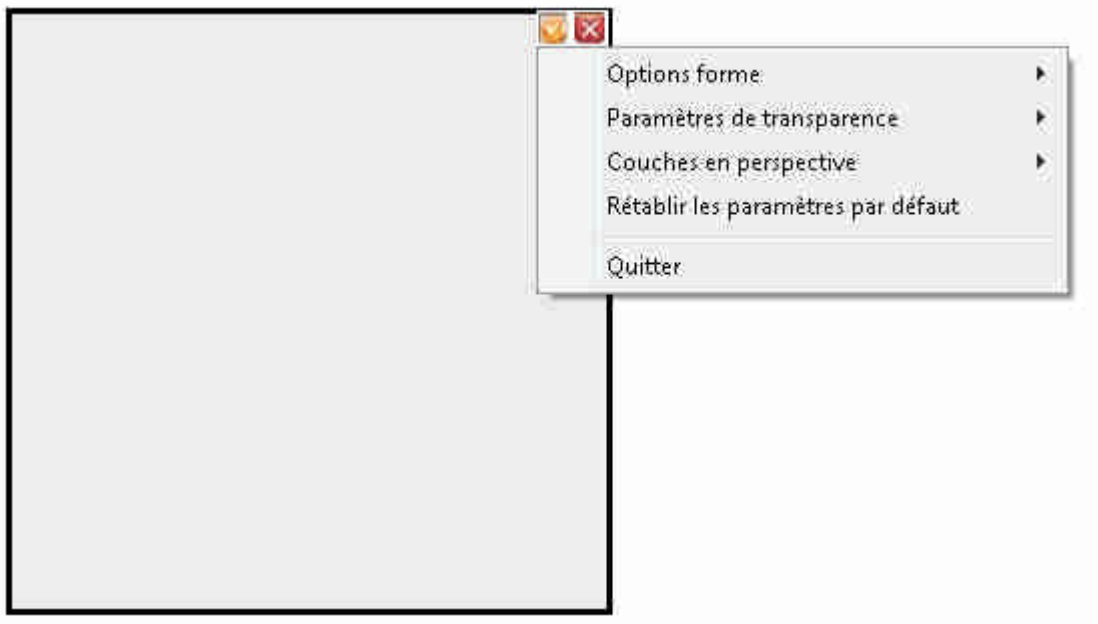 Options forme
Paramètres de transparence
Couches en perspective
Rétablir les paramètres par défaut
Quitter